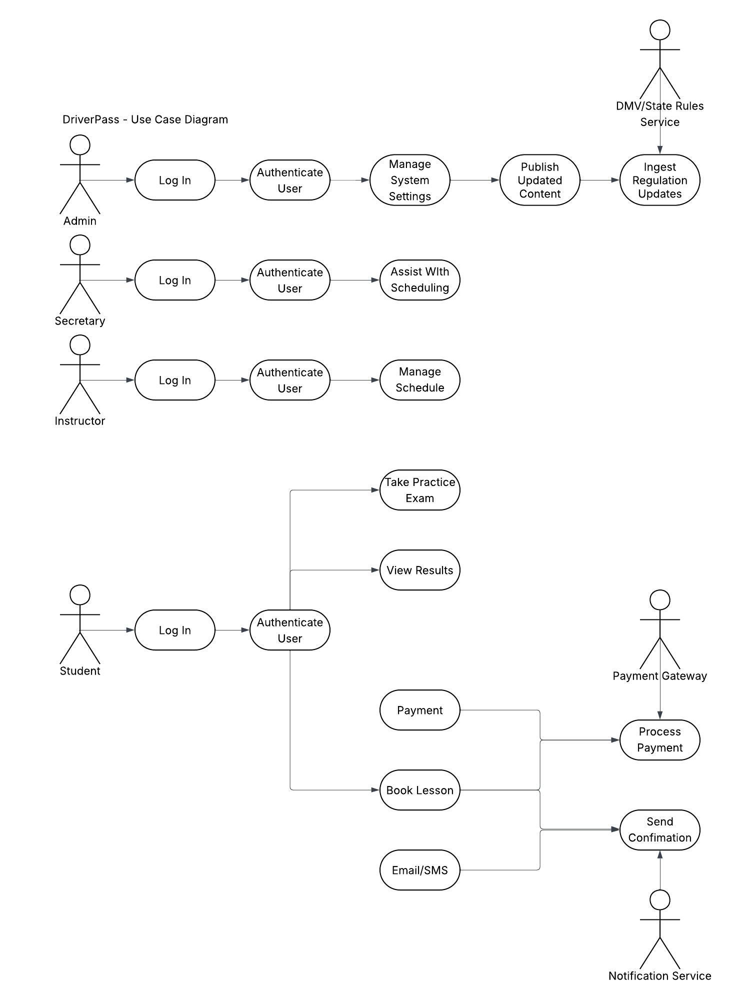 DMV/State Rules
Service
DriverPass - Use Case Diagram
Admin
Log In
Authenticate
User
Manage
System
Settings
Publish
Updated
Content
Ingest
Regulation
Updates
Secretary
Log In
Authenticate
User
Assist WIth
Scheduling
Instructor
Log In
Authenticate
User
Manage
Schedule
Take Practice
Exam
View Results
Student
Log In
Authenticate
User
Payment Gateway
Payment
Process
Payment
Book Lesson
Send
Confimation
Email/SMS
Notification Service